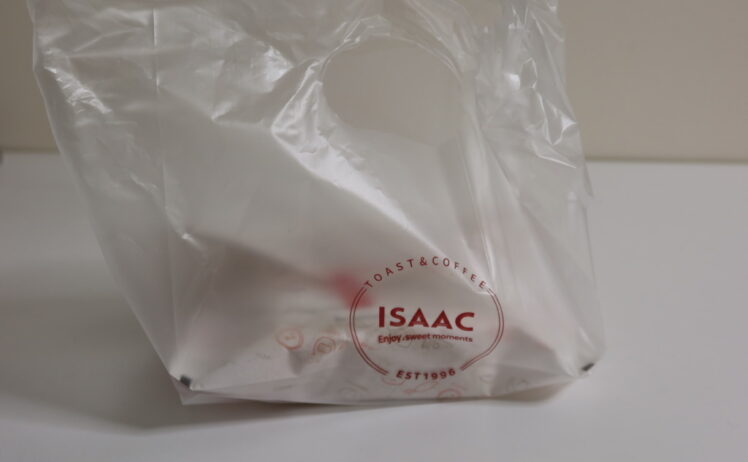 TOAST&COFFEE
ISAAC
Enjoy, sweet moments
EST1996